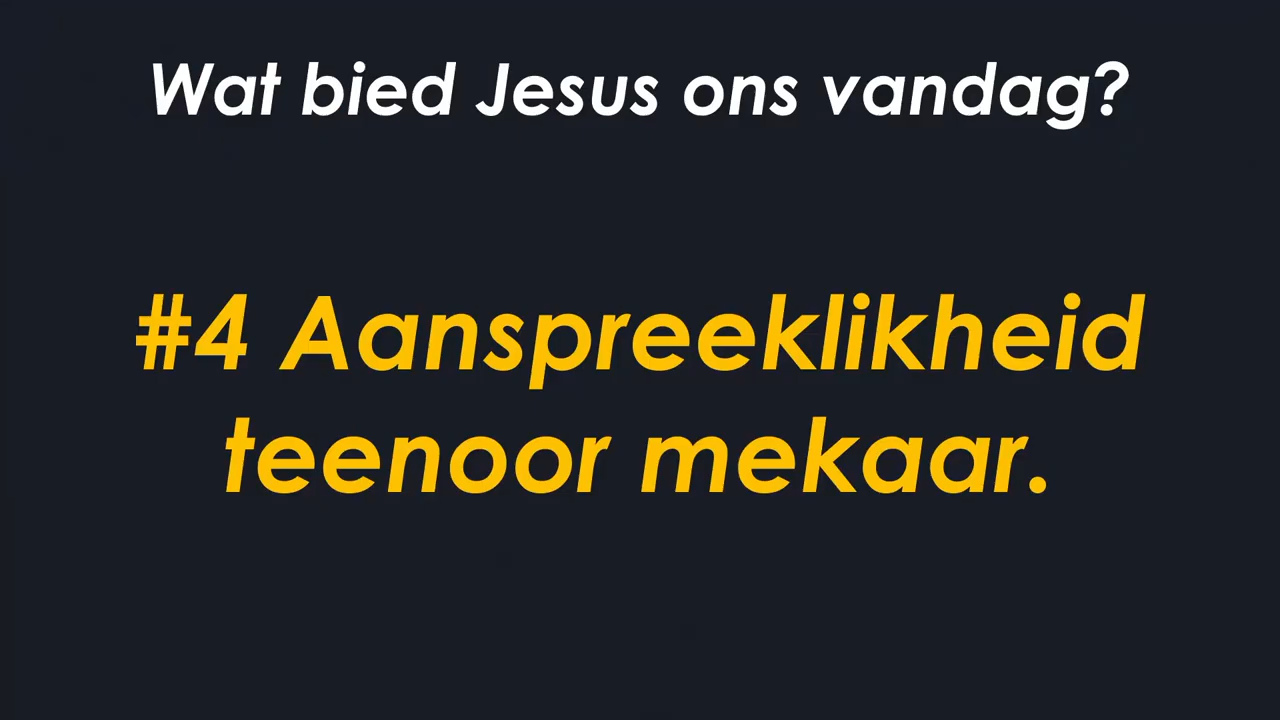 Wat bied Jesus ons vandag?
#4 Aanspreeklikheid
teenoor mekaar.